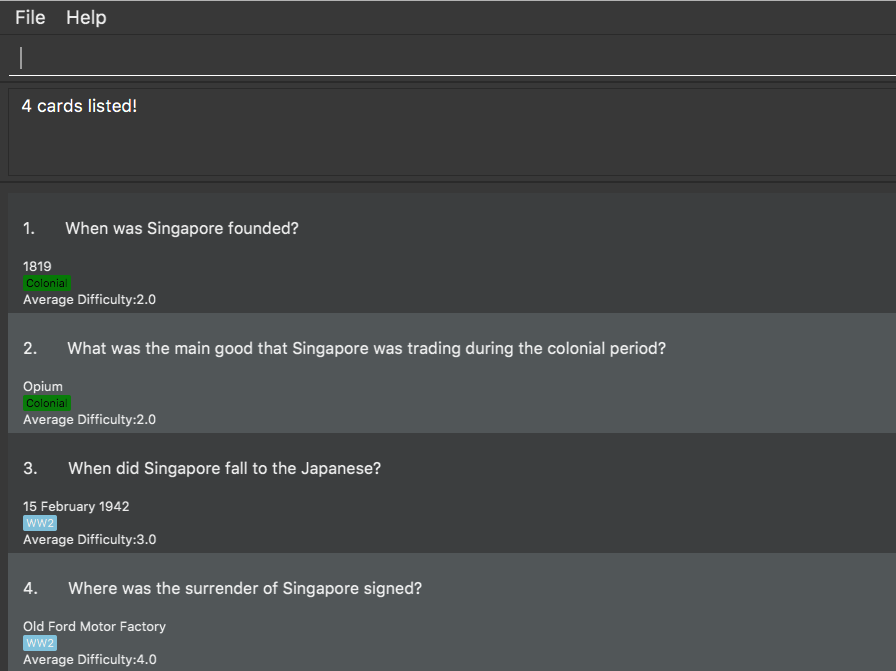 File Help
4 cards listed!
1. When was Singapore founded?
1819
Colonial
Average Difficulty:2.0
2. What was the main good that Singapore was trading during the colonial period?
Opium
Colonial
Average Difficulty:2.0
3. When did Singapore fall to the Japanese?
15 February 1942
WW2
Average Difficulty:3.0
4. Where was the surrender of Singapore signed?
Old Ford Motor Factory
WW2
Average Difficulty:4.0